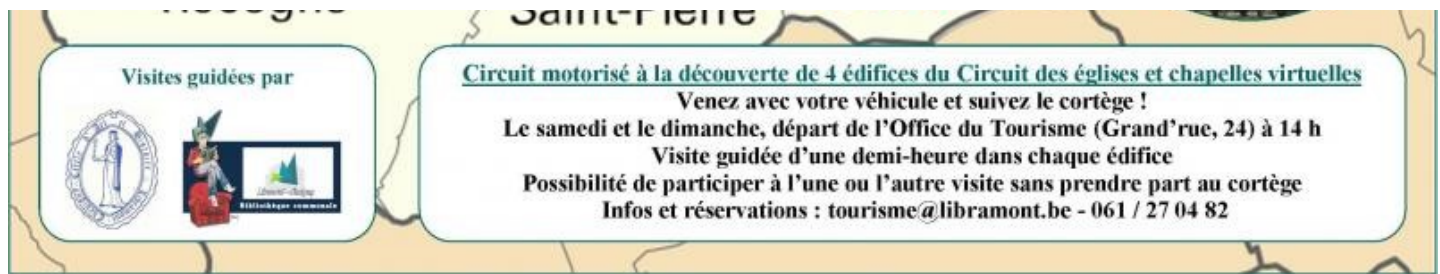 Saint-Pierre
Visites guidées par
Bibliothèque communale
Circuit motorisé à la découverte de 4 édifices du Circuit des églises et chapelles virtuelles
Venez avec votre véhicule et suivez le cortège !
Le samedi et le dimanche, départ de l’Office du Tourisme (Grand’rue, 24) à 14 h
Visite guidée d’une demi-heure dans chaque édifice
Possibilité de participer à l’une ou l’autre visite sans prendre part au cortège
Infos et réservations : tourisme@libramont.be - 061 / 27 04 82